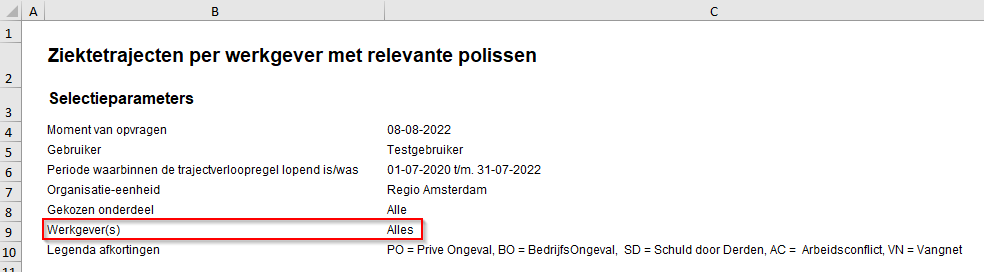 A B C
1
2 Ziektetrajecten per werkgever met relevante polissen
3 Selectieparameters
4 Moment van opvragen 08-08-2022
5 Gebruiker Testgebruiker
6 Periode waarbinnen de trajectverloopregel lopend is/was 01-07-2020 t/m. 31-07-2022
7 Organisatie-eenheid Regio Amsterdam
8 Gekozen onderdeel Alle
9 Werkgever(s) Alles
10 Legenda afkortingen PO = Prive Ongeval, BO = BedrijfsOngeval, SD = Schuld door Derden, AC = Arbeidsconflict, VN = Vangnet
11